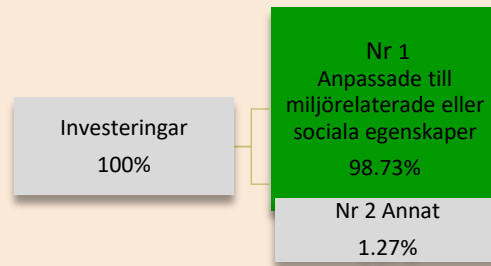 Investeringar
100%
Nr 1
Anpassade till
miljörelaterade eller
sociala egenskaper
98.73%
Nr 2 Annat
1.27%